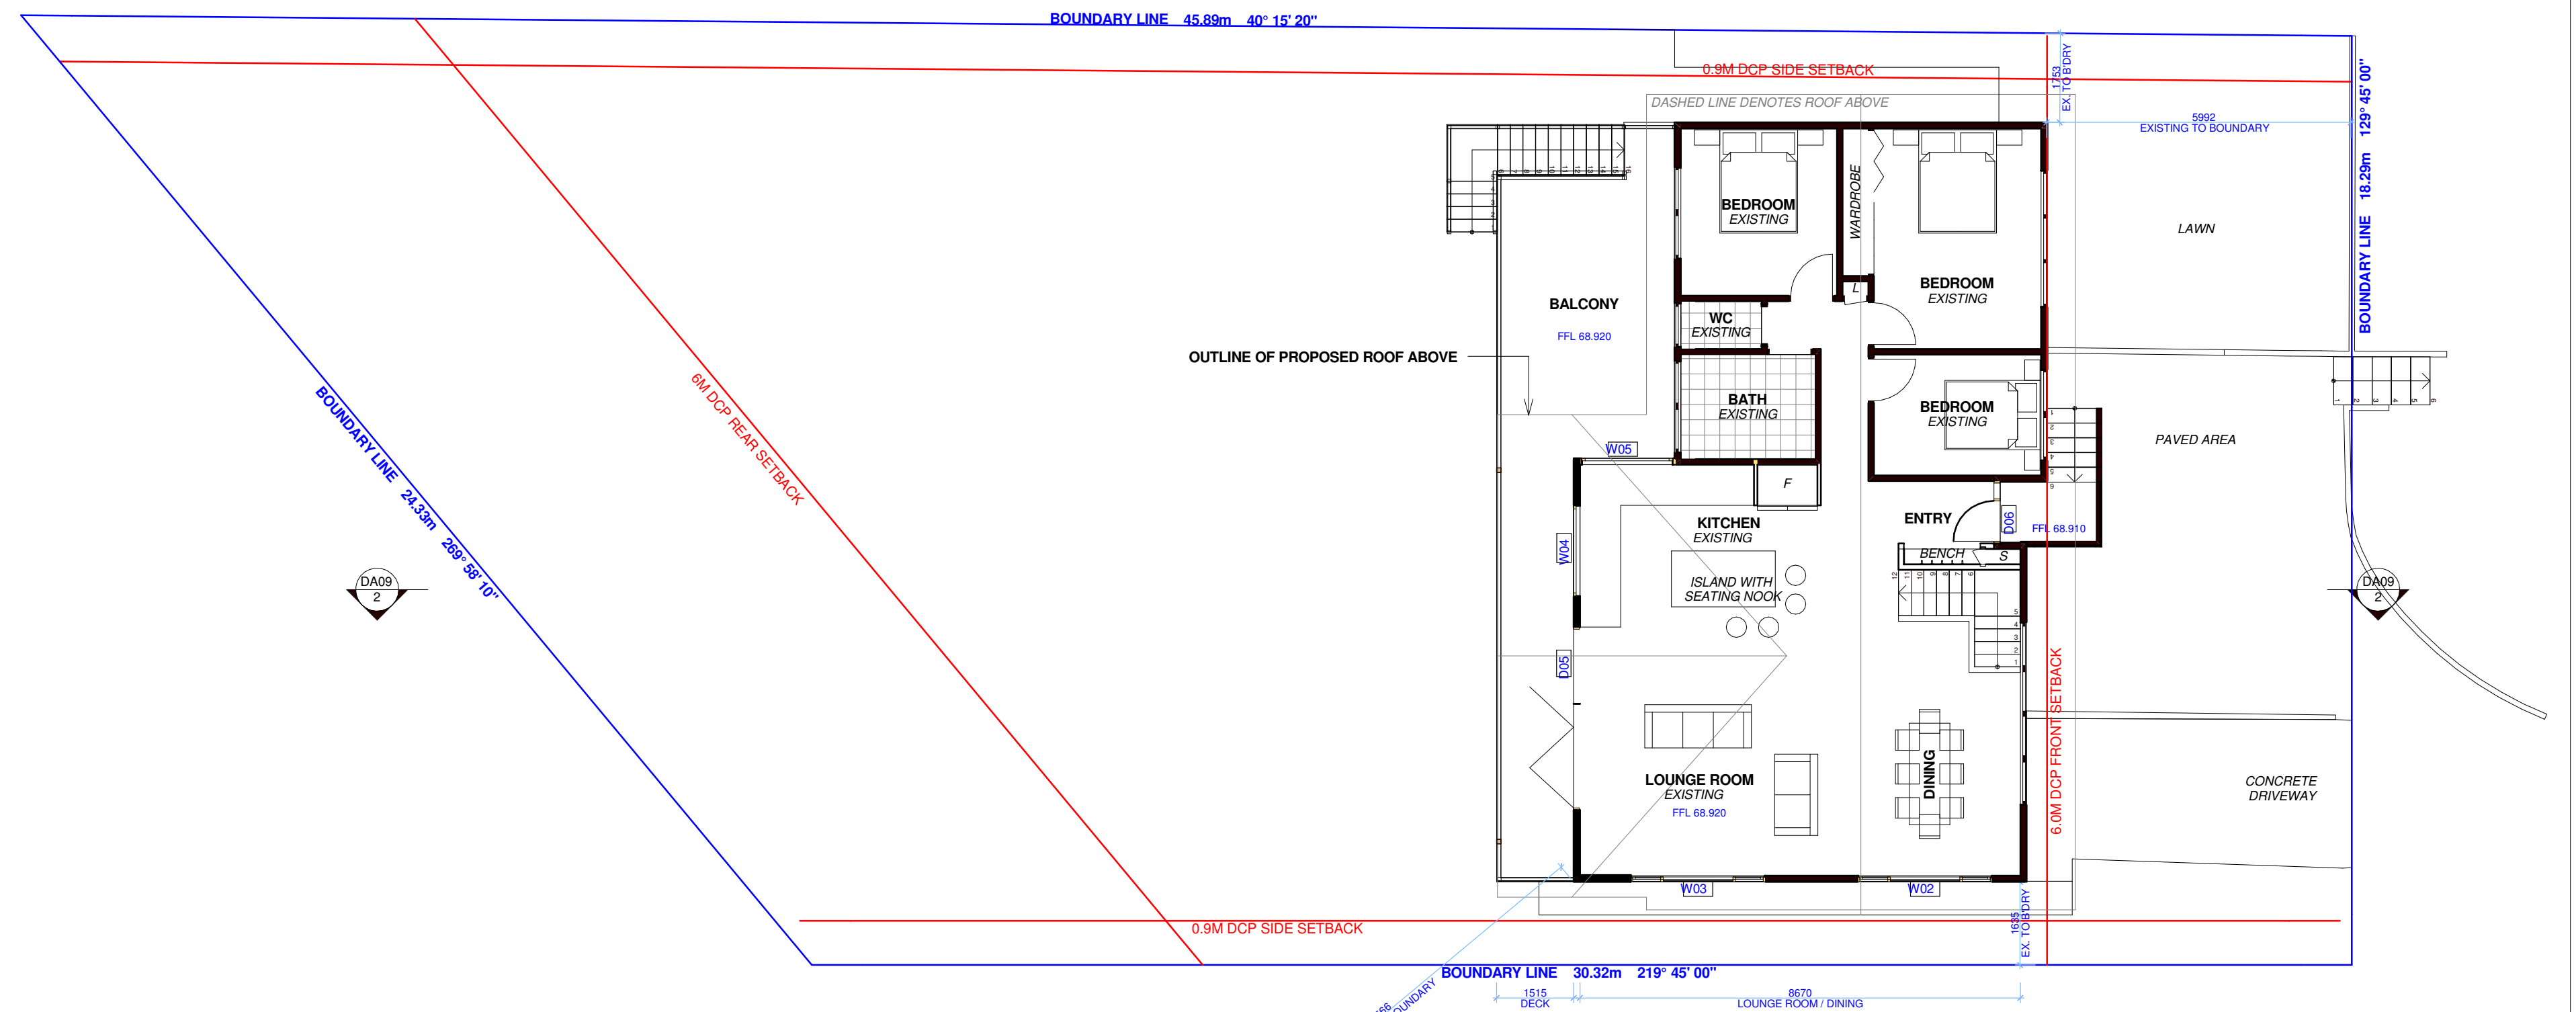 BOUNDARY LINE 45.89m 40° 15' 20"
0.9M DCP SIDE SETBACK
DASHED LINE DENOTES ROOF ABOVE
1753
EX. TO B'DRY
5992
EXISTING TO BOUNDARY
BOUNDARY LINE 18.29m 129° 45' 00"
LAWN
BEDROOM
EXISTING
WARDROBE
BEDROOM
EXISTING
L
BALCONY
FFL 68.920
WC
EXISTING
OUTLINE OF PROPOSED ROOF ABOVE
BATH
EXISTING
BEDROOM
EXISTING
PAVED AREA
6M DCP REAR SETBACK
BOUNDARY LINE 24.33m 269° 58' 10"
W05
F
KITCHEN
EXISTING
ENTRY
D06
FFL 68.910
W04
BENCH
S
ISLAND WITH
SEATING NOOK
DA09
2
DA09
2
D05
6.0M DCP FRONT SETBACK
LOUNGE ROOM
EXISTING
FFL 68.920
DINING
CONCRETE
DRIVEWAY
W03
W02
1635
EX. TO B'DRY
0.9M DCP SIDE SETBACK
BOUNDARY LINE 30.32m 219° 45' 00"
1515
DECK
8670
LOUNGE ROOM / DINING